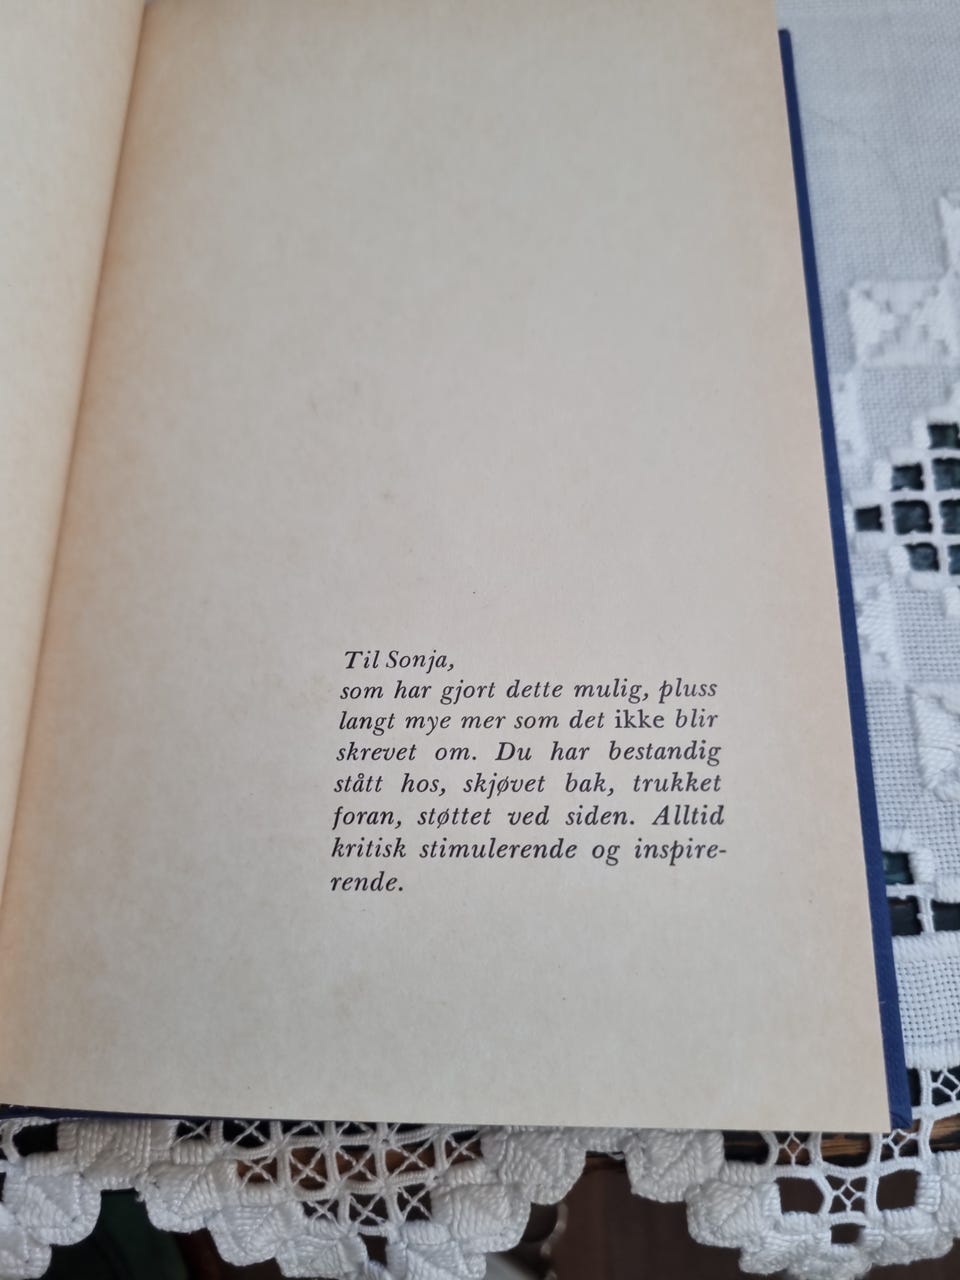 Til Sonja,
som har gjort dette mulig, pluss
langt mye mer som det ikke blir
skrevet om. Du har bestandig
stått hos, skjøvet bak, trukket
foran, støttet ved siden. Alltid
kritisk stimulerende og inspire-
rende.